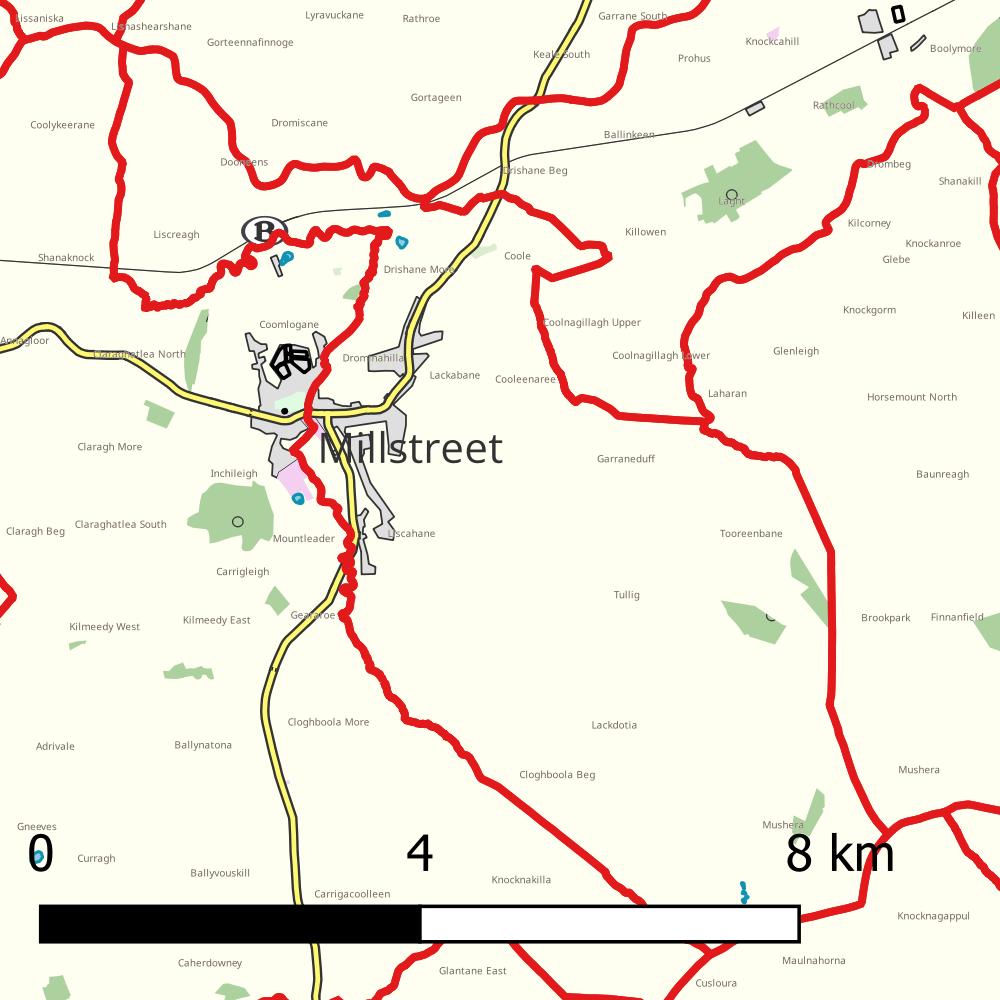 Lyravuckane
Rathroe
Garrane South
Lissaniska
Lisnashearshane
Gorteennafinnoge
Keale South
Knockcahill
Prohus
Boolymore
Gortageen
Rathcool
Coolykeerane
Dromiscane
Ballinkeen
Dooneens
Drishane Beg
Drombeg
Shanakill
Laght
Kilcorney
Liscreagh
B
Killowen
Knockanroe
Shanaknock
Coole
Glebe
Drishane More
Knockgorm
Killeen
Coomlogane
Coolnagillagh Upper
Annagloor
Claraghatlea North
Drominahilla
Coolnagillagh Lower
Glenleigh
Lackabane
Cooleenaree
Laharan
Horsemount North
Claragh More
Millstreet
Garraneduff
Inchileigh
Baunreagh
Claragh Beg
Claraghatlea South
Mountleader
Liscahane
Tooreenbane
Carrigleigh
Tullig
Kilmeedy West
Kilmeedy East
Geararoe
Brookpark
Finnanfield
Cloghboola More
Lackdotia
Adrivale
Ballynatona
Cloghboola Beg
Mushera
Gneeves
Mushera
0
4
8 km
Curragh
Ballyvouskill
Knocknakilla
Carrigacoolleen
Knocknagappul
Caherdowney
Glantane East
Maulnahorna
Cusloura